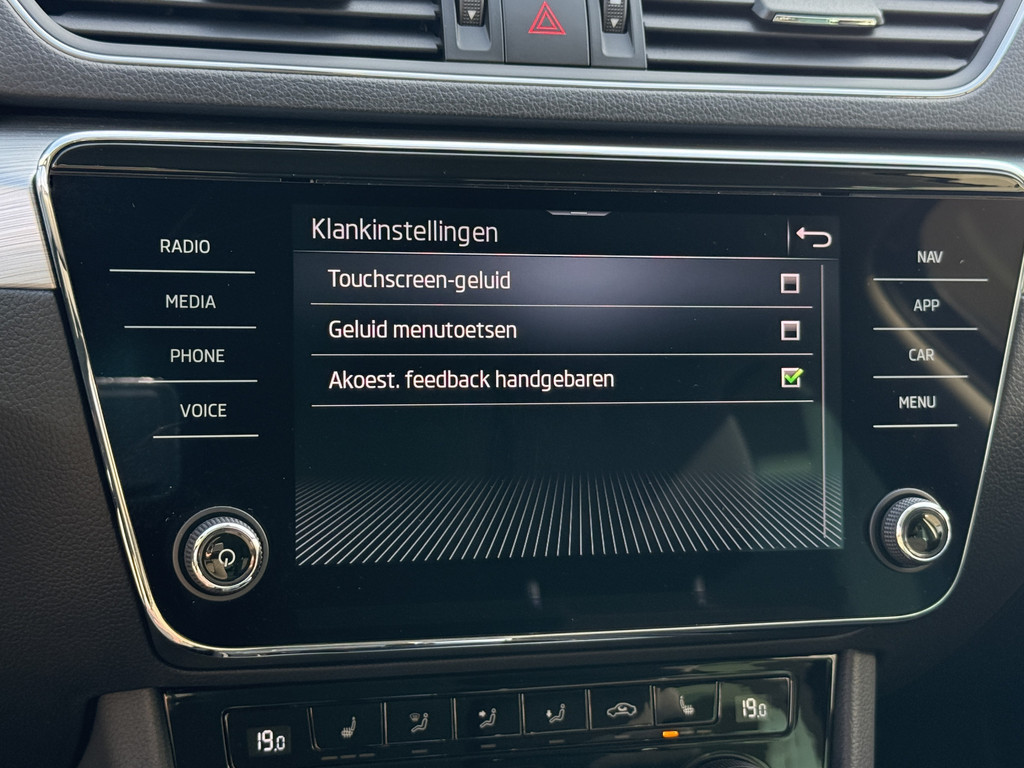 Klankinstellingen
Touchscreen-geluid
Geluid menutoetsen
Akoest. feedback handgebaren
RADIO
MEDIA
PHONE
VOICE
NAV
APP
CAR
MENU
19.0
19.0